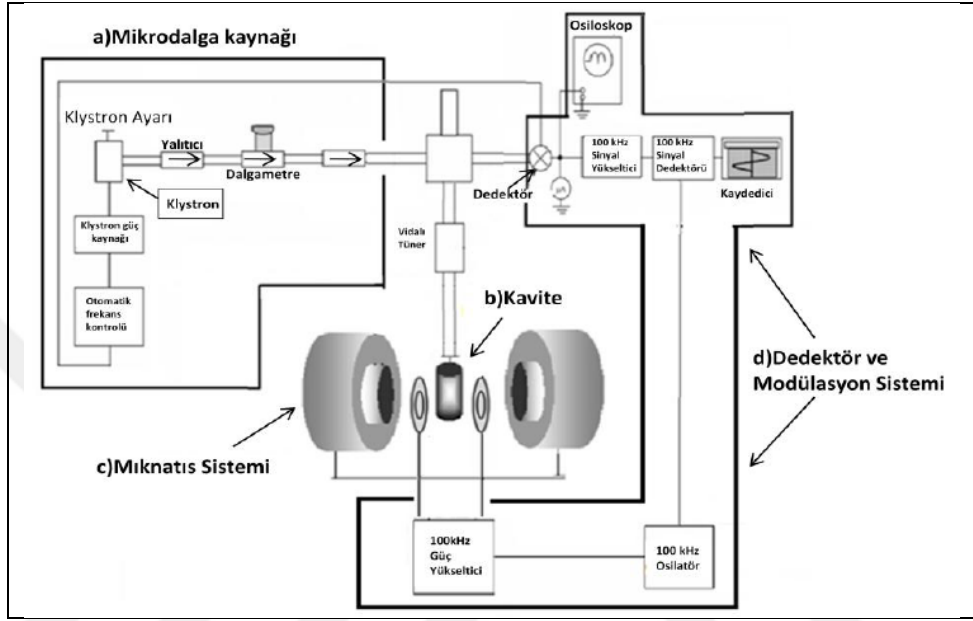 a)Mikrodalga kaynağı
Osiloskop
Klystron Ayarı
Yalıtıcı
Dalgametre
Klystron
Klystron güç
kaynağı
Otomatik
frekans
kontrolü
Vidalı
Tüner
Dedektör
100 kHz
Sinyal
Yükseltici
100 kHz
Sinyal
Dedektörü
Kaydedici
b)Kavite
c)Mıknatıs Sistemi
d)Dedektör ve
Modülasyon Sistemi
100kHz
Güç
Yükseltici
100 kHz
Osilatör